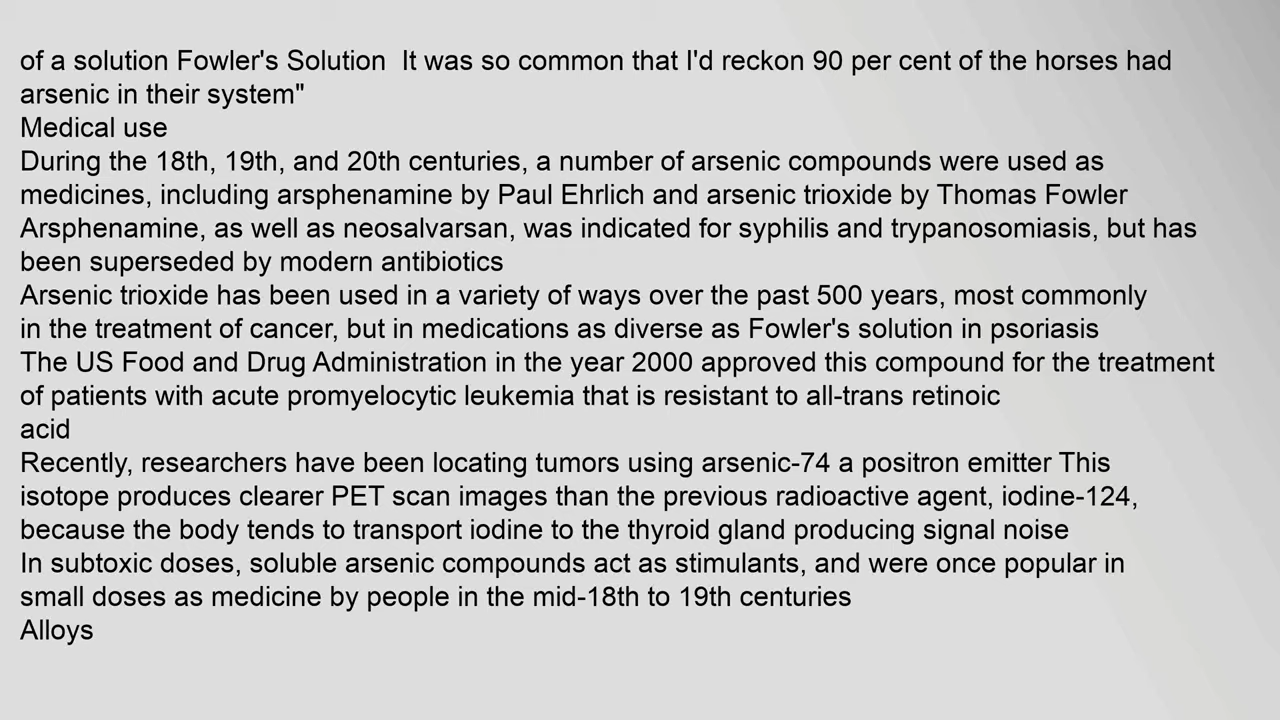 of a solution Fowler's Solution  It was so common that I'd reckon 90 per cent of the horses had
arsenic in their system"
Medical use
During the 18th, 19th, and 20th centuries, a number of arsenic compounds were used as
medicines, including arsphenamine by Paul Ehrlich and arsenic trioxide by Thomas Fowler
Arsphenamine, as well as neosalvarsan, was indicated for syphilis and trypanosomiasis, but has
been superseded by modern antibiotics
Arsenic trioxide has been used in a variety of ways over the past 500 years, most commonly
in the treatment of cancer, but in medications as diverse as Fowler's solution in psoriasis
The US Food and Drug Administration in the year 2000 approved this compound for the treatment
of patients with acute promyelocytic leukemia that is resistant to all-trans retinoic
acid
Recently, researchers have been locating tumors using arsenic-74 a positron emitter This
isotope produces clearer PET scan images than the previous radioactive agent, iodine-124,
because the body tends to transport iodine to the thyroid gland producing signal noise
In subtoxic doses, soluble arsenic compounds act as stimulants, and were once popular in
small doses as medicine by people in the mid-18th to 19th centuries
Alloys